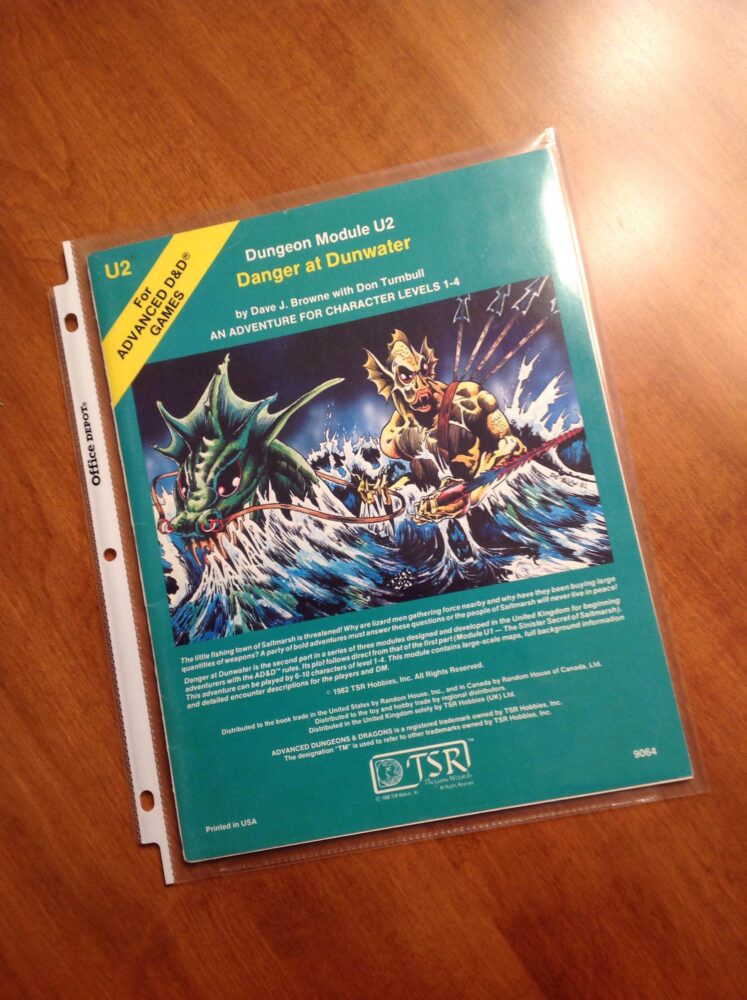 U2
For
ADVANCED D&D®
GAMES
Dungeon Module U2
Danger at Dunwater
by Dave J. Browne with Don Turnbull
AN ADVENTURE FOR CHARACTER LEVELS 1-4
Office DEPOT®
The little fishing town of Saltmarsh is threatened! Why are lizard men gathering force nearby and why have they been buying large
quantities of weapons? A party of bold adventurers must answer these questions or the people of Saltmarsh will never live in peace!
Danger at Dunwater is the second part in a series of three modules designed and developed in the United Kingdom for beginning
adventurers with the AD&D™ rules. Its plot follows direct from that of the first part (Module U1 — The Sinister Secret of Saltmarsh).
This adventure can be played by 6-10 characters of level 1-4. This module contains large-scale maps, full background information
and detailed encounter descriptions for the players and DM.
© 1982 TSR Hobbies, Inc. All Rights Reserved.
Distributed to the book trade in the United States by Random House, Inc., and in Canada by Random House of Canada, Ltd.
Distributed to the toy and hobby trade by regional distributors.
Distributed in the United Kingdom solely by TSR Hobbies (UK) Ltd.
ADVANCED DUNGEONS & DRAGONS is a registered trademark owned by TSR Hobbies, Inc.
The designation "TM" is used to refer to other trademarks owned by TSR Hobbies, Inc.
TSR™
The Game Wizards
© 1980 TSR Hobbies, Inc.
All Rights Reserved
9064
Printed in USA